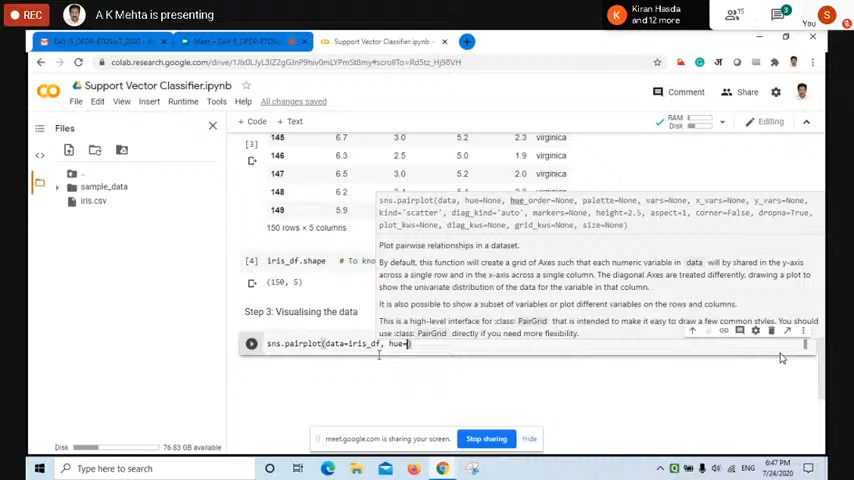 REC
A K Mehta is presenting
Kiran Hasda
and 12 more
15
3
You
S
DAY-5_OFDP-ETDSIoT_2020 -
Support Vector Classifier.ipynb -
colab.research.google.com/drive/
Support Vector Classifier.ipynb
File Edit View Insert Runtime Tools Help All changes saved
Comment Share
+ Code + Text
RAM
Disk
Editing
Files
..
sample_data
iris.csv
Disk
76.83 GB available
[3]
145 6.7 3.0 5.2 2.3 virginica
146 6.3 2.5 5.0 1.9 virginica
147 6.5 3.0 5.2 2.0 virginica
148 6.2
149 5.9
150 rows × 5 columns
[4] iris_df.shape # To kno
(150, 5)
Step 3: Visualising the data
sns.pairplot(data, hue=None, hue_order=None, palette=None, vars=None, x_vars=None, y_vars=None,
kind='scatter', diag_kind='auto', markers=None, height=2.5, aspect=1, corner=False, dropna=True,
plot_kws=None, diag_kws=None, grid_kws=None, size=None)
Plot pairwise relationships in a dataset.
By default, this function will create a grid of Axes such that each numeric variable in data will by shared in the y-axis
across a single row and in the x-axis across a single column. The diagonal Axes are treated differently, drawing a plot to
show the univariate distribution of the data for the variable in that column.
It is also possible to show a subset of variables or plot different variables on the rows and columns.
This is a high-level interface for :class: PairGrid that is intended to make it easy to draw a few common styles. You should
use :class: PairGrid directly if you need more flexibility.
sns.pairplot(data=iris_df, hue=)
meet.google.com is sharing your screen.
Stop sharing
Hide
Type here to search
ENG
6:47 PM
7/24/2020